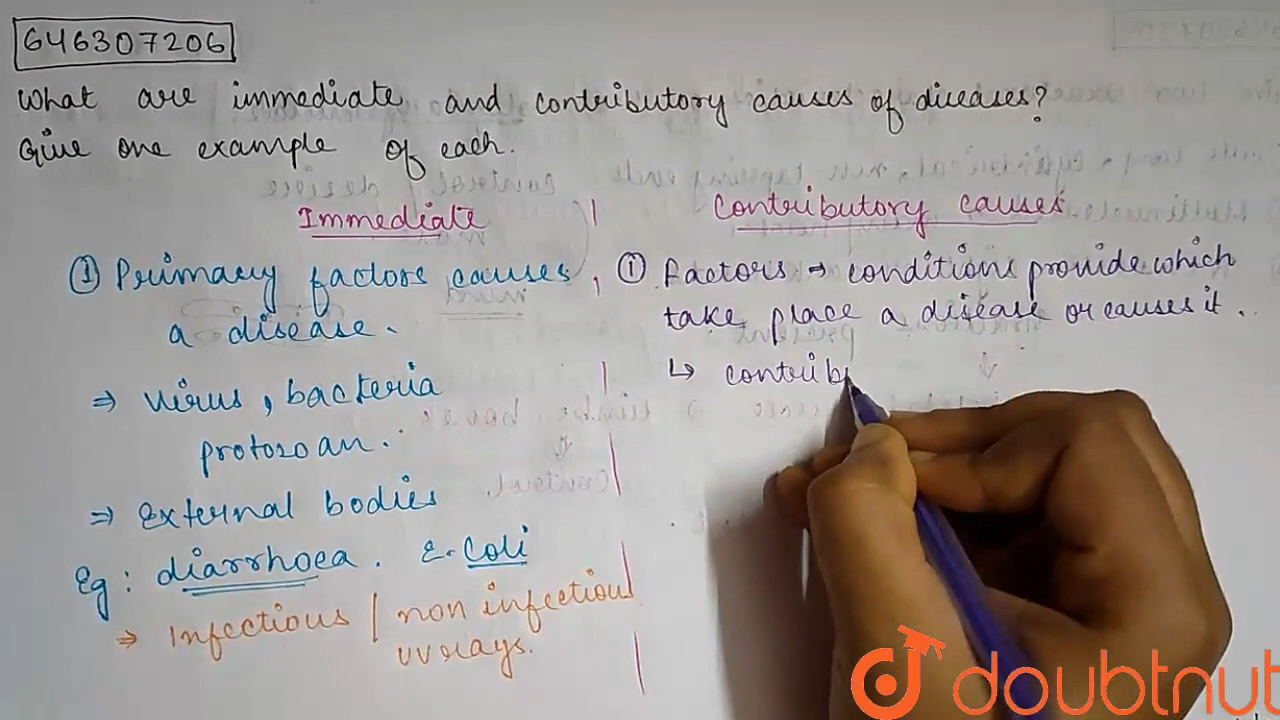 646307206
What are immediate and contributory causes of diseases?
Give one example of each.
Immediate
① Primary factors causes
a disease.
⇒ virus, bacteria
protozoan.
⇒ External bodies
Eg: diarrhoea. E-Coli
⇒ Infectious / non infectious
uvrays.
Contributory causes
① Factors → conditions provide which
take place a disease or causes it.
↳ contrib
doubtnut